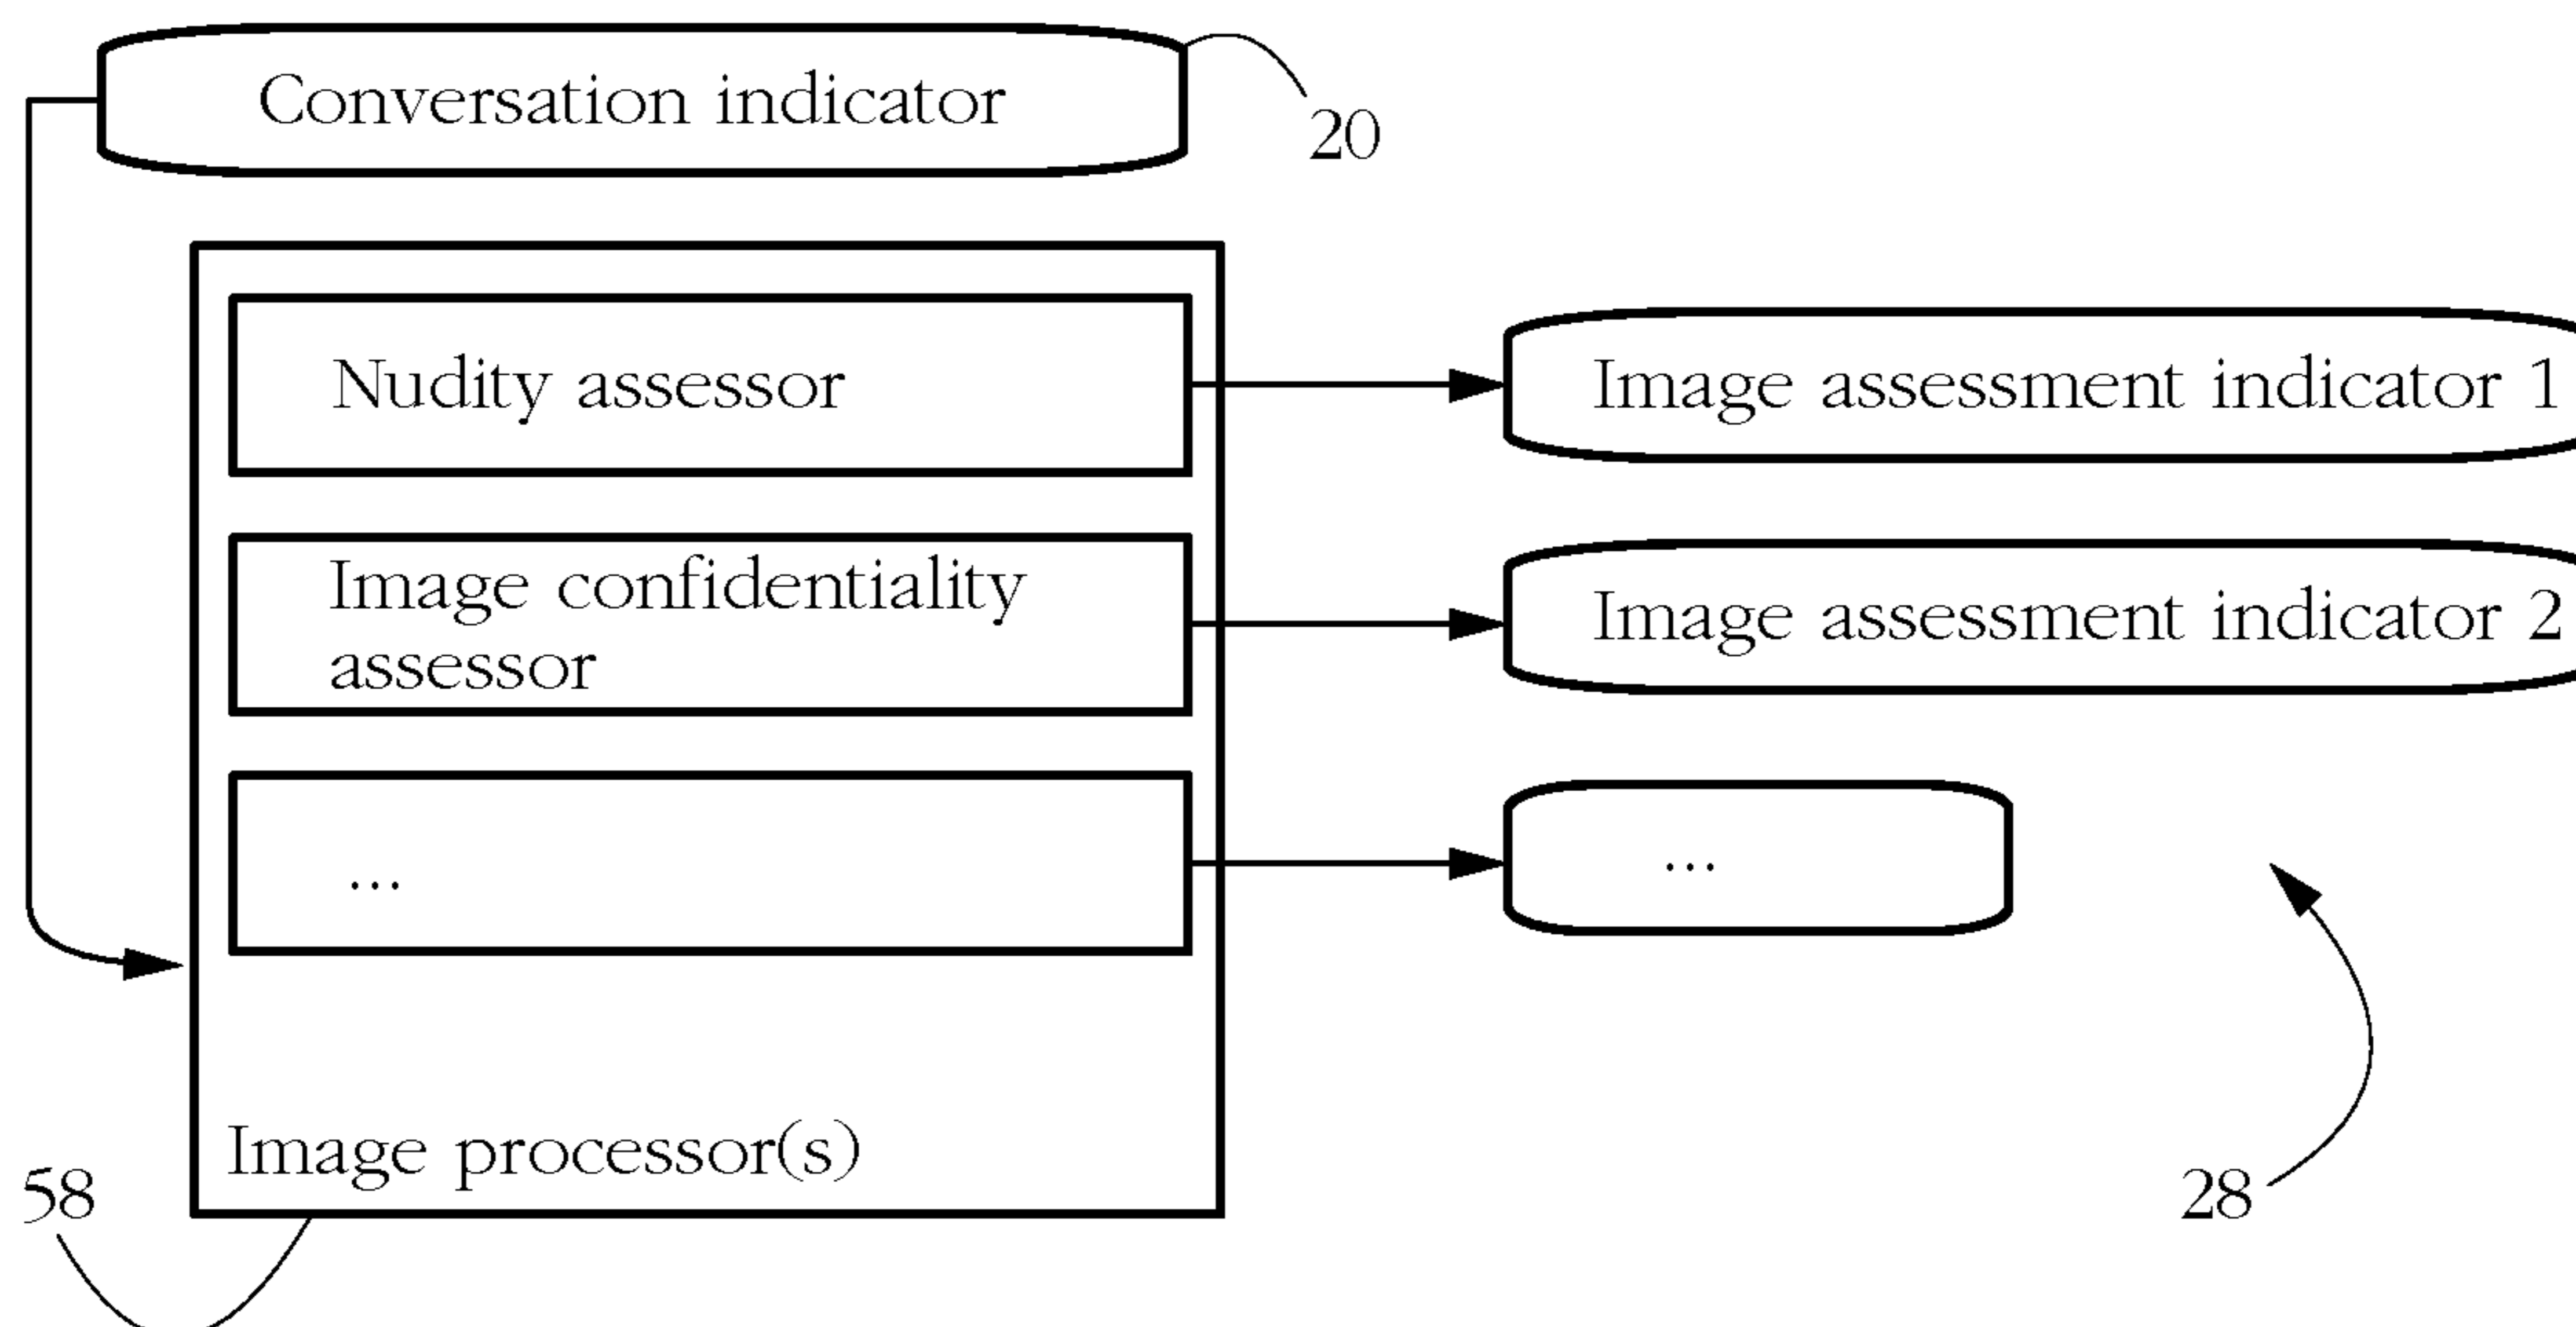 Conversation indicator
20
Nudity assessor
Image assessment indicator 1
Image confidentiality
assessor
Image assessment indicator 2
...
...
Image processor(s)
58
28